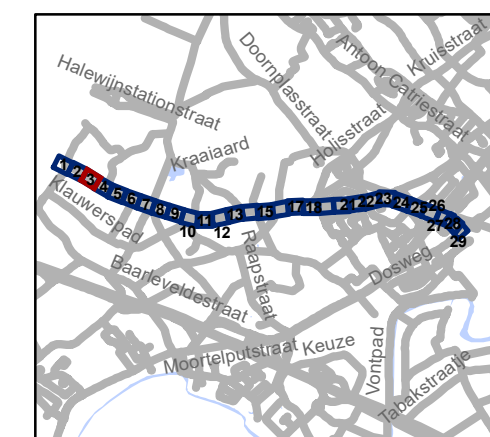 Kruisstraat
Antoon Catriestraat
Doornplasstraat
Halewijnstationstraat
Holisstraat
Kraaiaard
1 2 3 4 5 6 7 8 9 10 11 12 13 15 17 18 21 22 23 24 25 26 27 28 29
Klauwerspad
Baarleveldestraat
Raapstraat
Dosweg
Moortelputstraat
Keuze
Vontpad
Tabakstraatje